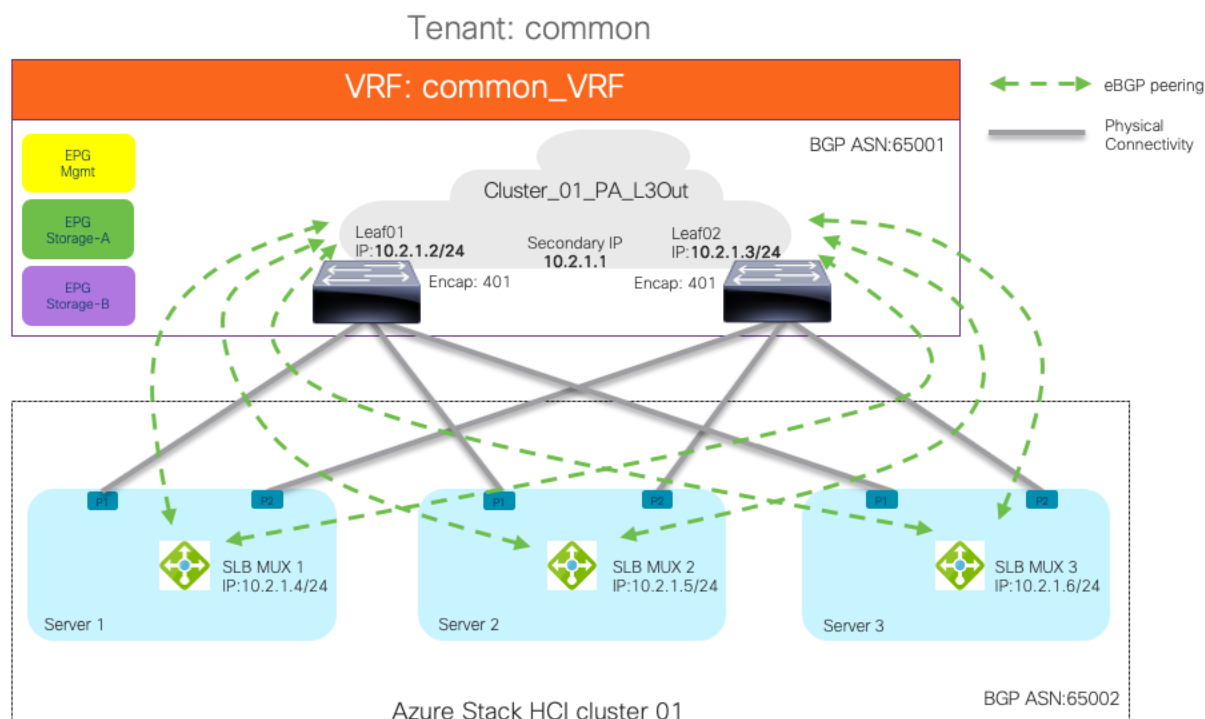 Tenant: common
VRF: common_VRF
eBGP peering
Physical
Connectivity
BGP ASN:65001
EPG
Mgmt
EPG
Storage-A
EPG
Storage-B
Cluster_01_PA_L3Out
Leaf01
IP:10.2.1.2/24
Secondary IP
10.2.1.1
Leaf02
IP:10.2.1.3/24
Encap: 401
Encap: 401
P1
P2
P1
P2
P1
P2
SLB MUX 1
IP:10.2.1.4/24
SLB MUX 2
IP:10.2.1.5/24
SLB MUX 3
IP:10.2.1.6/24
Server 1
Server 2
Server 3
BGP ASN:65002
Azure Stack HCI cluster 01